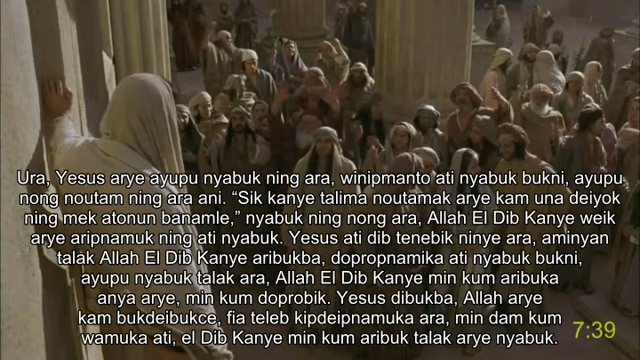 Ura, Yesus arye ayupu nyabuk ning ara, winipmanto ati nyabuk bukni, ayupu
nong noutam ning ara ani. “Sik kanye talima noutamak arye kam una deiyok
ning mek atonun banamle,” nyabuk ning nong ara, Allah El Dib Kanye weik
arye aripnamuk ning ati nyabuk. Yesus ati dib tenebik ninye ara, aminyan
talak Allah El Dib Kanye aribukba, dopropnamika ati nyabuk bukni,
ayupu nyabuk talak ara, Allah El Dib Kanye min kum aribuka
anya arye, min kum doprobik. Yesus dibukba, Allah arye
kam bukdeibukce, fia teleb kipdeipnamuka ara, min dam kum
wamuka ati, el Dib Kanye min kum aribuk talak arye nyabuk.
7:39